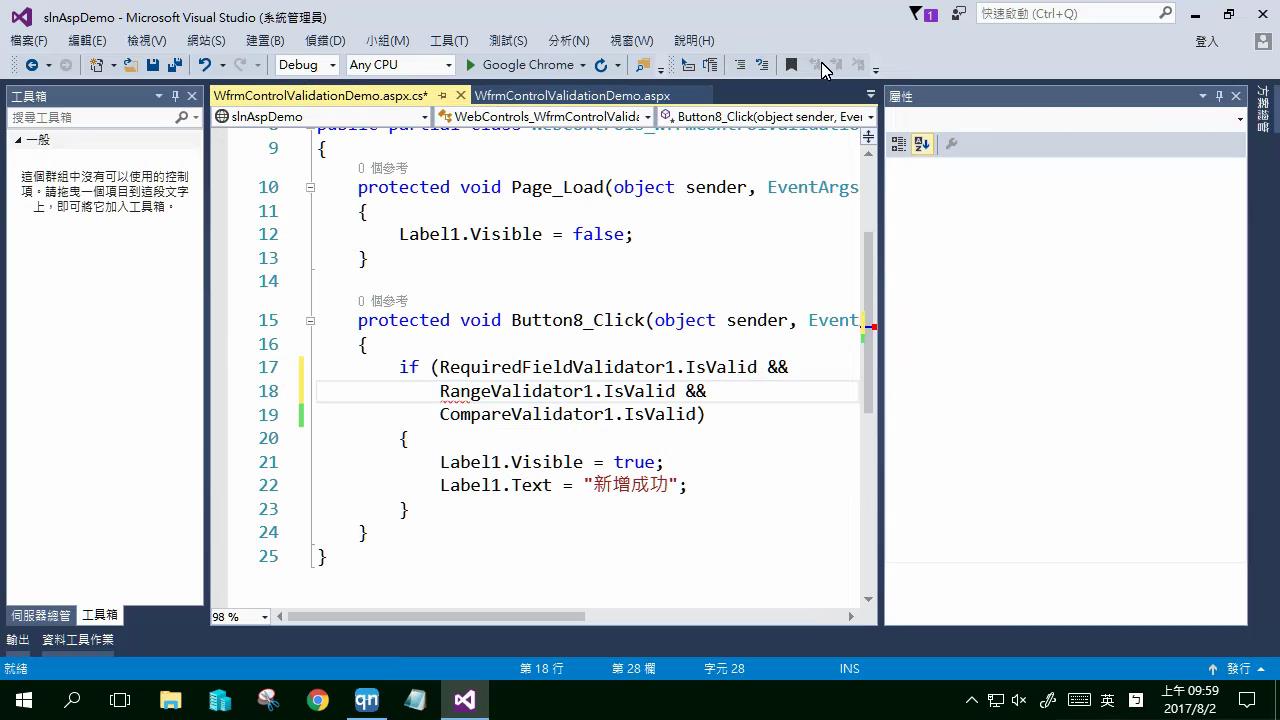 slnAspDemo - Microsoft Visual Studio (系統管理員)
1
快速啟動 (Ctrl+Q)
檔案(F) 編輯(E) 檢視(V) 網站(S) 建置(B) 偵錯(D) 小組(M) 工具(T) 測試(S) 分析(N) 視窗(W) 說明(H)
登入
Debug Any CPU Google Chrome
工具箱
WfrmControlValidationDemo.aspx.cs* WfrmControlValidationDemo.aspx
屬性
方案總管
搜尋工具箱
slnAspDemo WebControls_WfrmControlValida Button8_Click(object sender, Ever
一般
這個群組中沒有可以使用的控制
項。請拖曳一個項目到這段文字
上，即可將它加入工具箱。
8 public partial class WebControls_WfrmControlValidation
9 {
0 個參考
10 protected void Page_Load(object sender, EventArgs
11 {
12 Label1.Visible = false;
13 }
14
0 個參考
15 protected void Button8_Click(object sender, Event
16 {
17 if (RequiredFieldValidator1.IsValid &&
18 RangeValidator1.IsValid &&
19 CompareValidator1.IsValid)
20 {
21 Label1.Visible = true;
22 Label1.Text = "新增成功";
23 }
24 }
25 }
98 %
伺服器總管 工具箱
輸出 資料工具作業
就緒 第 18 行 第 28 欄 字元 28 INS 發行
qn
英
上午 09:59
2017/8/2